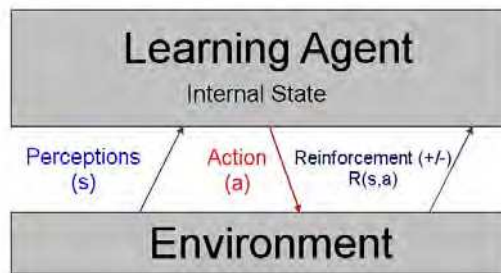 Learning Agent
Internal State
Perceptions
(s)
Action
(a)
Reinforcement (+/-)
R(s,a)
Environment